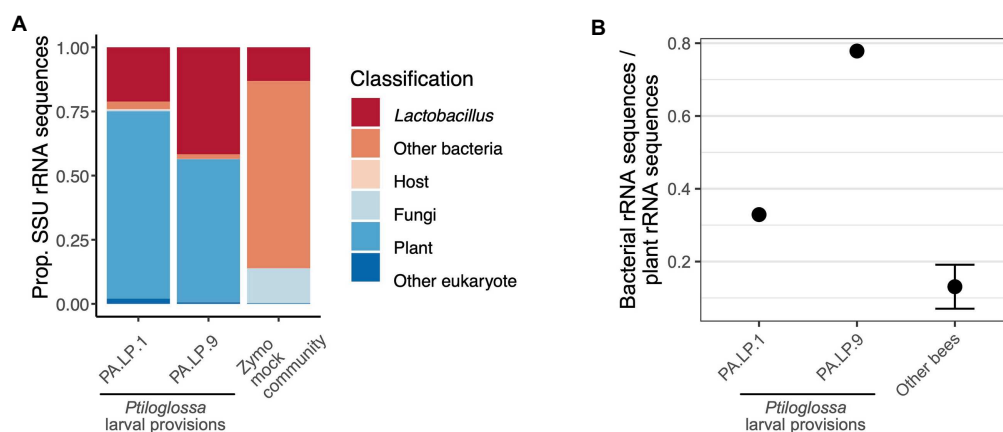 A
Prop. SSU rRNA sequences
1.00
0.75
0.50
0.25
0.00
PA.LP.1
PA.LP.9
Zymo
mock
community
Ptiloglossa
larval provisions
Classification
Lactobacillus
Other bacteria
Host
Fungi
Plant
Other eukaryote
B
Bacterial rRNA sequences /
plant rRNA sequences
0.8
0.6
0.4
0.2
PA.LP.1
PA.LP.9
Other bees
Ptiloglossa
larval provisions